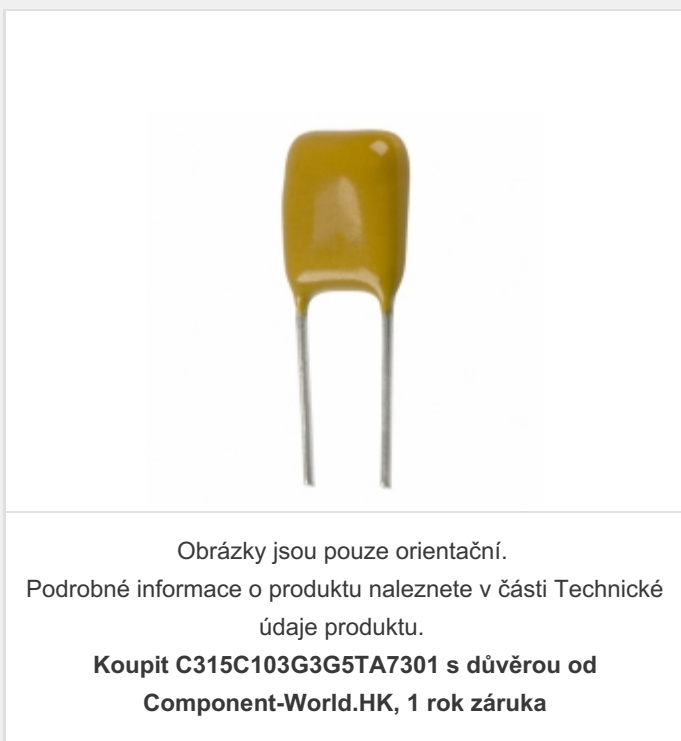 Obrázky jsou pouze orientační.
Podrobné informace o produktu naleznete v části Technické
údaje produktu.
Koupit C315C103G3G5TA7301 s důvěrou od
Component-World.HK, 1 rok záruka